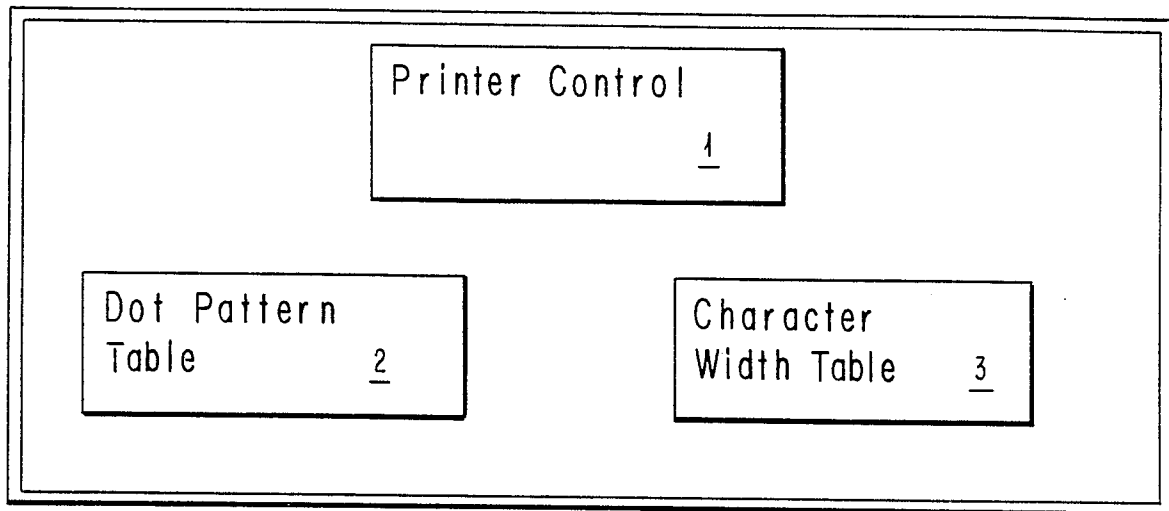 Printer Control
1
Dot Pattern
Table 2
Character
Width Table 3